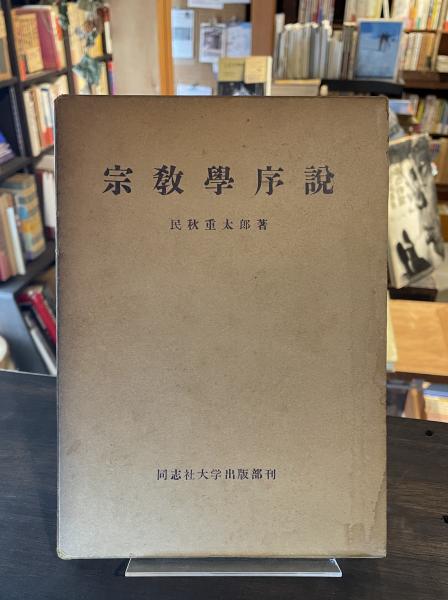 宗教學序説
民秋重太郎著
同志社大学出版部刊